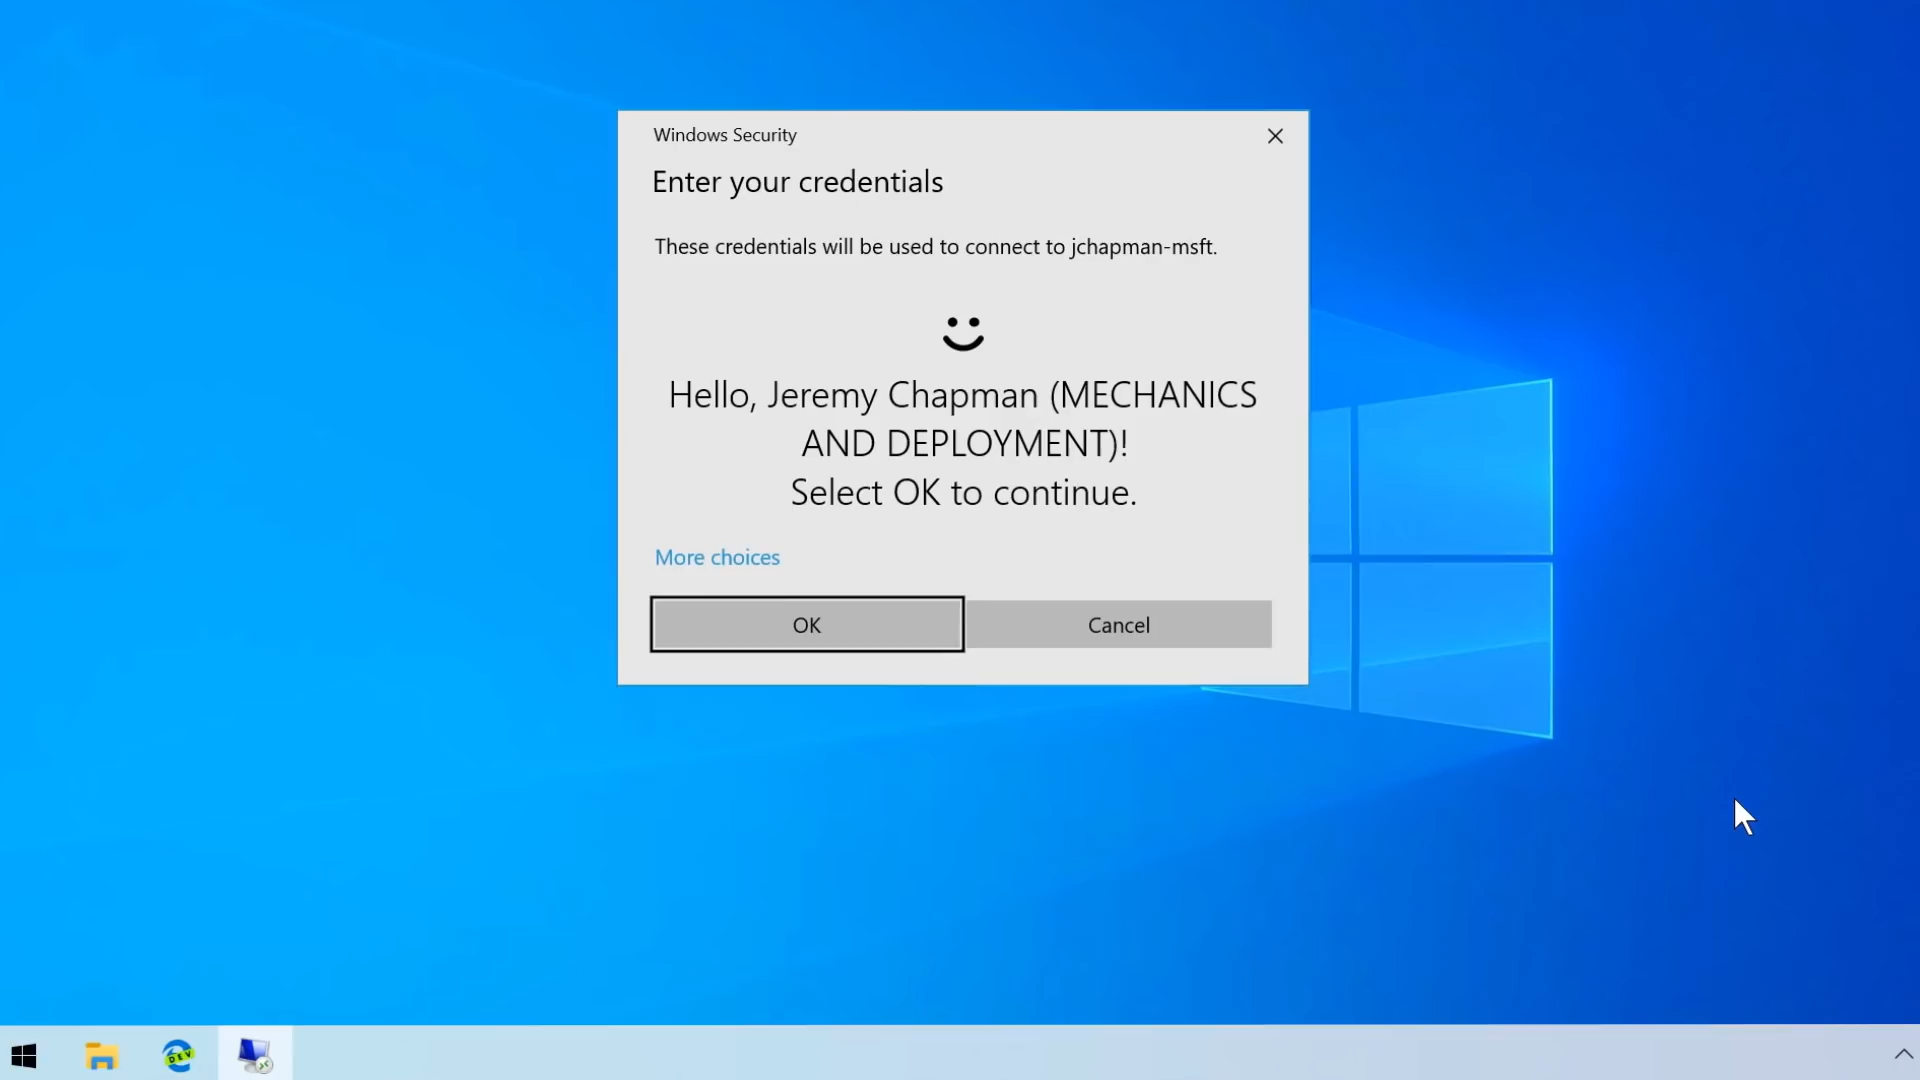 Windows Security
Enter your credentials
These credentials will be used to connect to jchapman-msft.
Hello, Jeremy Chapman (MECHANICS
AND DEPLOYMENT)!
Select OK to continue.
More choices
OK
Cancel
DEV